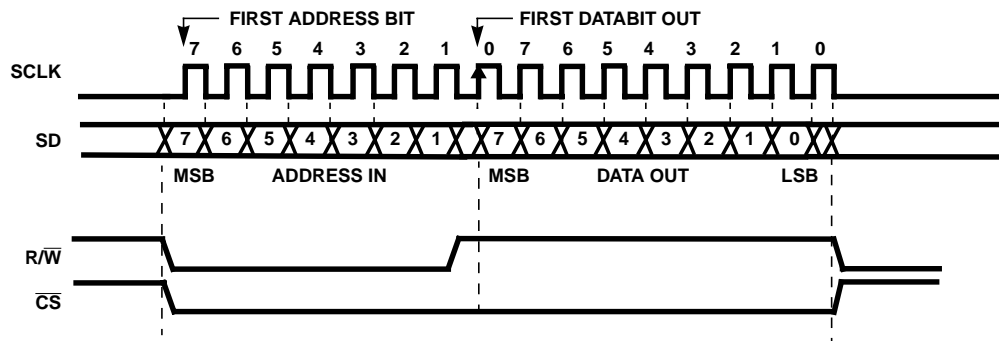 FIRST ADDRESS BIT FIRST DATABIT OUT
7 6 5 4 3 2 1 0 7 6 5 4 3 2 1 0
SCLK
SD 7 6 5 4 3 2 1 7 6 5 4 3 2 1 0
MSB ADDRESS IN MSB DATA OUT LSB
R/W̅
C̅S̅